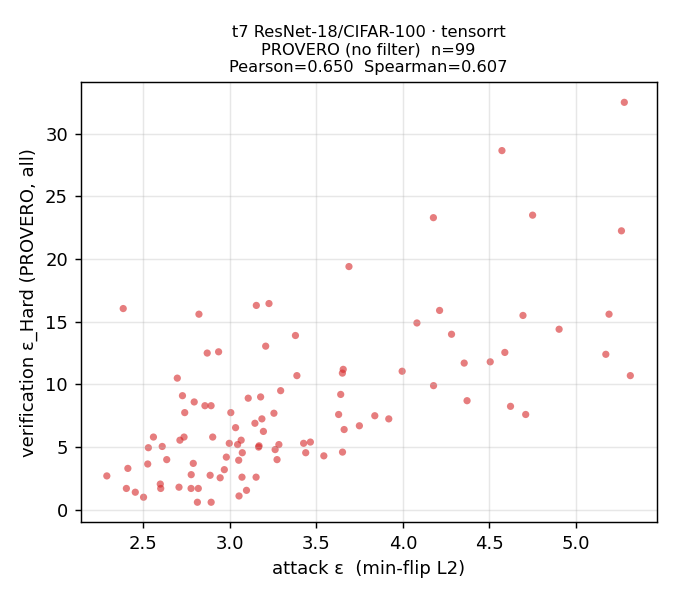 t7 ResNet-18/CIFAR-100 · tensorrt
PROVERO (no filter)  n=99
Pearson=0.650  Spearman=0.607
verification ε_Hard (PROVERO, all)
30
25
20
15
10
5
0
2.5 3.0 3.5 4.0 4.5 5.0
attack ε  (min-flip L2)